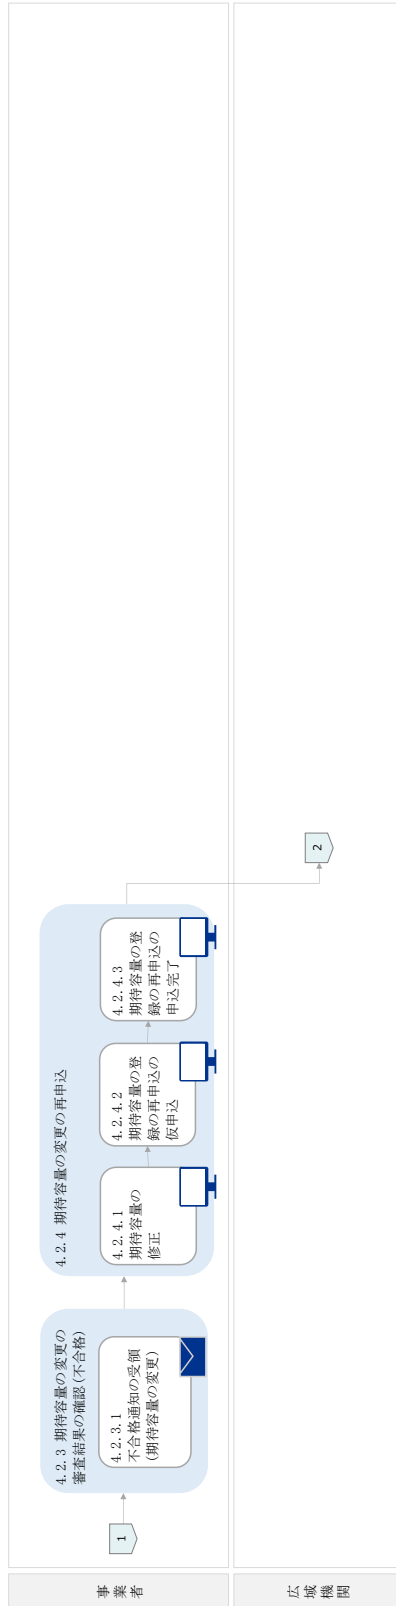 事
業
者
広
域
機
関
1
4.2.3 期待容量の変更の
審査結果の確認(不合格)
4.2.3.1
不合格通知の受領
(期待容量の変更)
4.2.4 期待容量の変更の再申込
4.2.4.1
期待容量の
修正
4.2.4.2
期待容量の登
録の再申込の
仮申込
4.2.4.3
期待容量の登
録の再申込の
申込完了
2